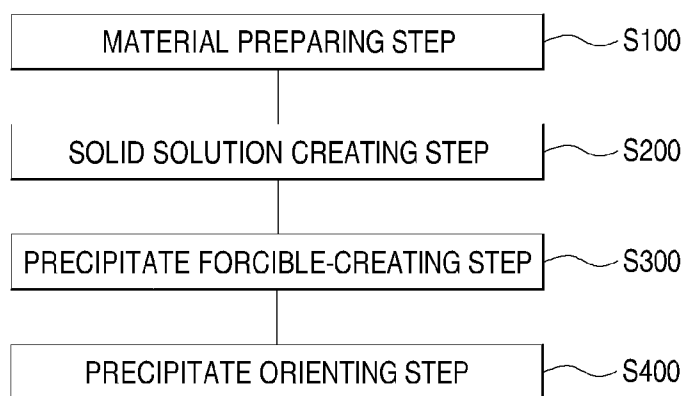 MATERIAL PREPARING STEP S100
SOLID SOLUTION CREATING STEP S200
PRECIPITATE FORCIBLE-CREATING STEP S300
PRECIPITATE ORIENTING STEP S400